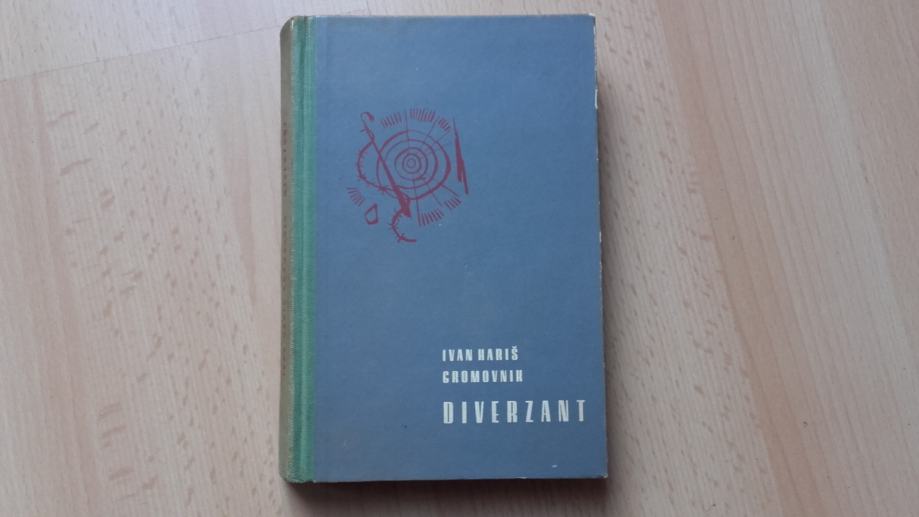 IVAN HARIŠ
GROMOVNIK
DIVERZANT